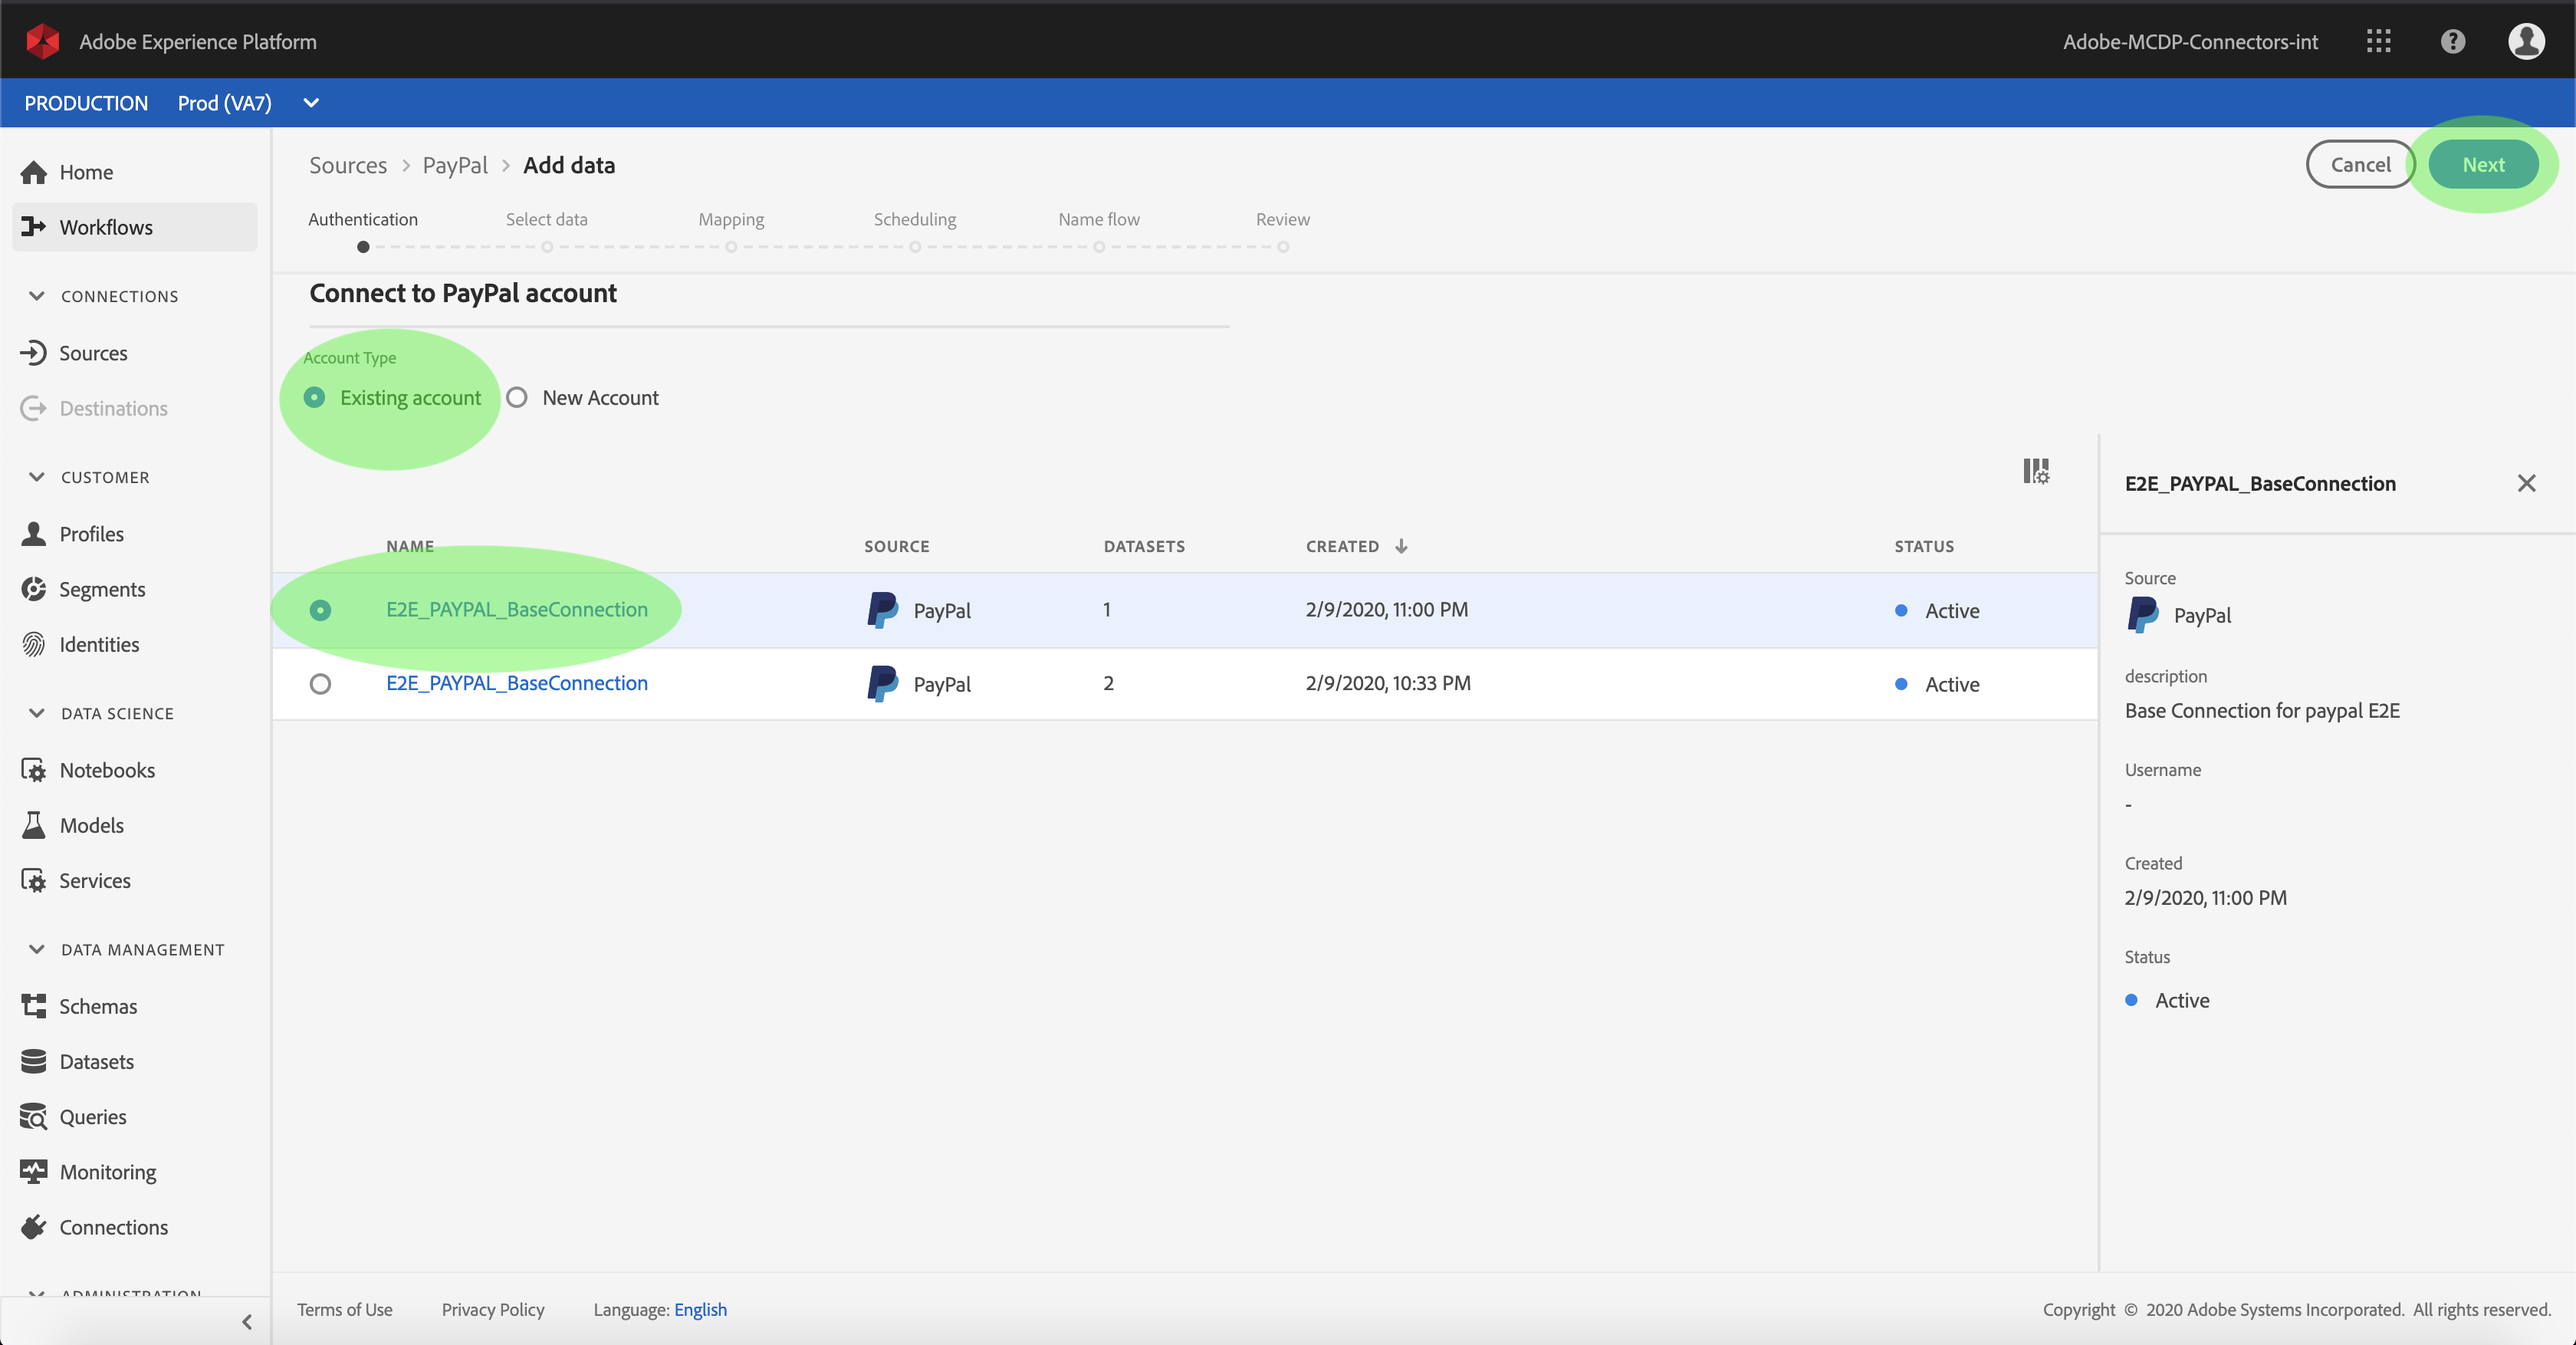 Adobe Experience Platform
Adobe-MCDP-Connectors-int
PRODUCTION Prod (VA7)
Home
Workflows
CONNECTIONS
Sources
Destinations
CUSTOMER
Profiles
Segments
Identities
DATA SCIENCE
Notebooks
Models
Services
DATA MANAGEMENT
Schemas
Datasets
Queries
Monitoring
Connections
ADMINISTRATION
Sources > PayPal > Add data
Cancel
Next
Authentication Select data Mapping Scheduling Name flow Review
Connect to PayPal account
Account Type
Existing account New Account
NAME SOURCE DATASETS CREATED STATUS
E2E_PAYPAL_BaseConnection PayPal 1 2/9/2020, 11:00 PM Active
E2E_PAYPAL_BaseConnection PayPal 2 2/9/2020, 10:33 PM Active
E2E_PAYPAL_BaseConnection
Source
PayPal
description
Base Connection for paypal E2E
Username
-
Created
2/9/2020, 11:00 PM
Status
Active
Terms of Use Privacy Policy Language: English
Copyright © 2020 Adobe Systems Incorporated. All rights reserved.